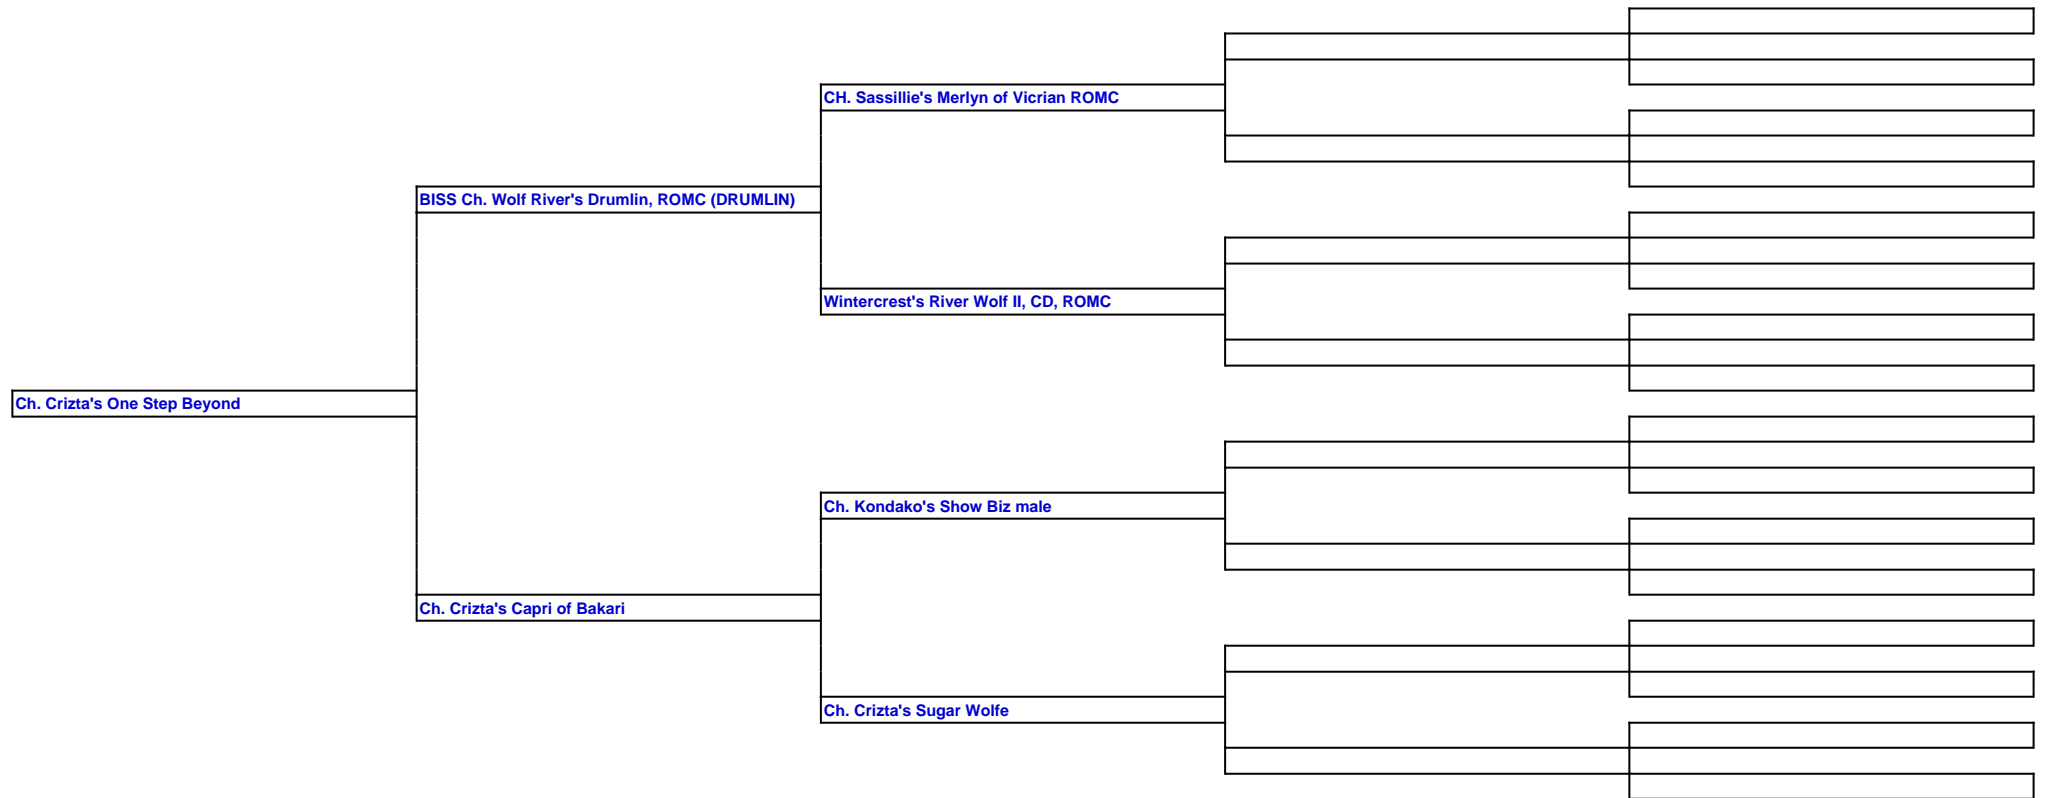 CH. Sassillie's Merlyn of Vicrian ROMC
BISS Ch. Wolf River's Drumlin, ROMC (DRUMLIN)
Wintercrest's River Wolf II, CD, ROMC
Ch. Crizta's One Step Beyond
Ch. Kondako's Show Biz male
Ch. Crizta's Capri of Bakari
Ch. Crizta's Sugar Wolfe